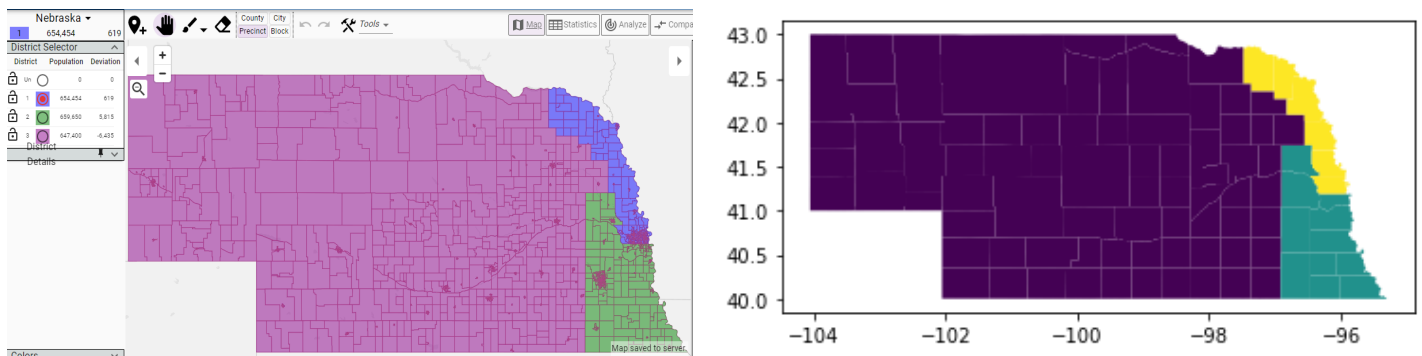 Nebraska
1 654,454 619
District Selector
District Population Deviation
Un 0 0
1 654,454 619
2 659,650 5,815
3 647,400 -6,435
District
Details
Colors
County City
Precinct Block
Tools
Map Statistics Analyze Compa
+
−
Map saved to server.
43.0
42.5
42.0
41.5
41.0
40.5
40.0
−104 −102 −100 −98 −96